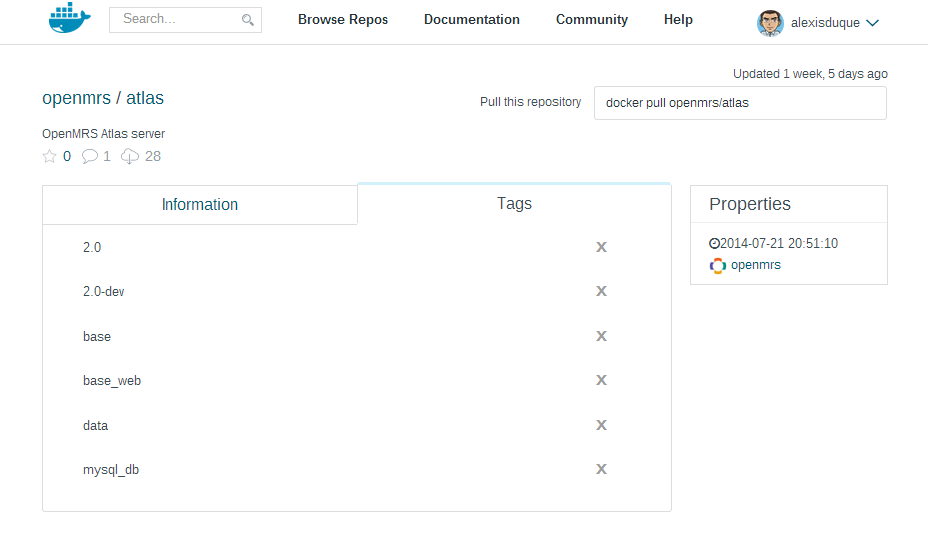 Search...
Browse Repos
Documentation
Community
Help
alexisduque
Updated 1 week, 5 days ago
openmrs / atlas
Pull this repository
docker pull openmrs/atlas
OpenMRS Atlas server
0
1
28
Information
Tags
2.0 X
2.0-dev X
base X
base_web X
data X
mysql_db X
Properties
2014-07-21 20:51:10
openmrs